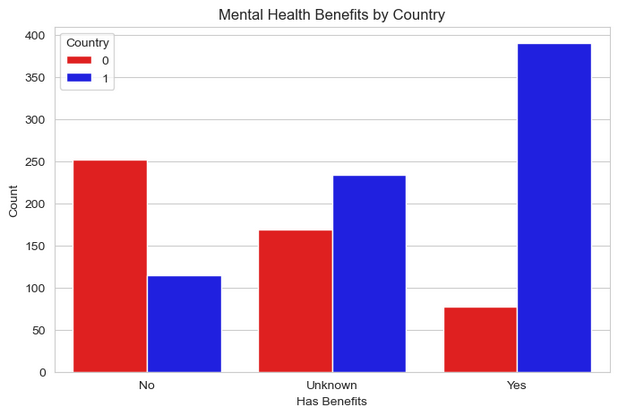 Mental Health Benefits by Country
Country
0
1
400
350
300
250
200
150
100
50
0
Count
No Unknown Yes
Has Benefits